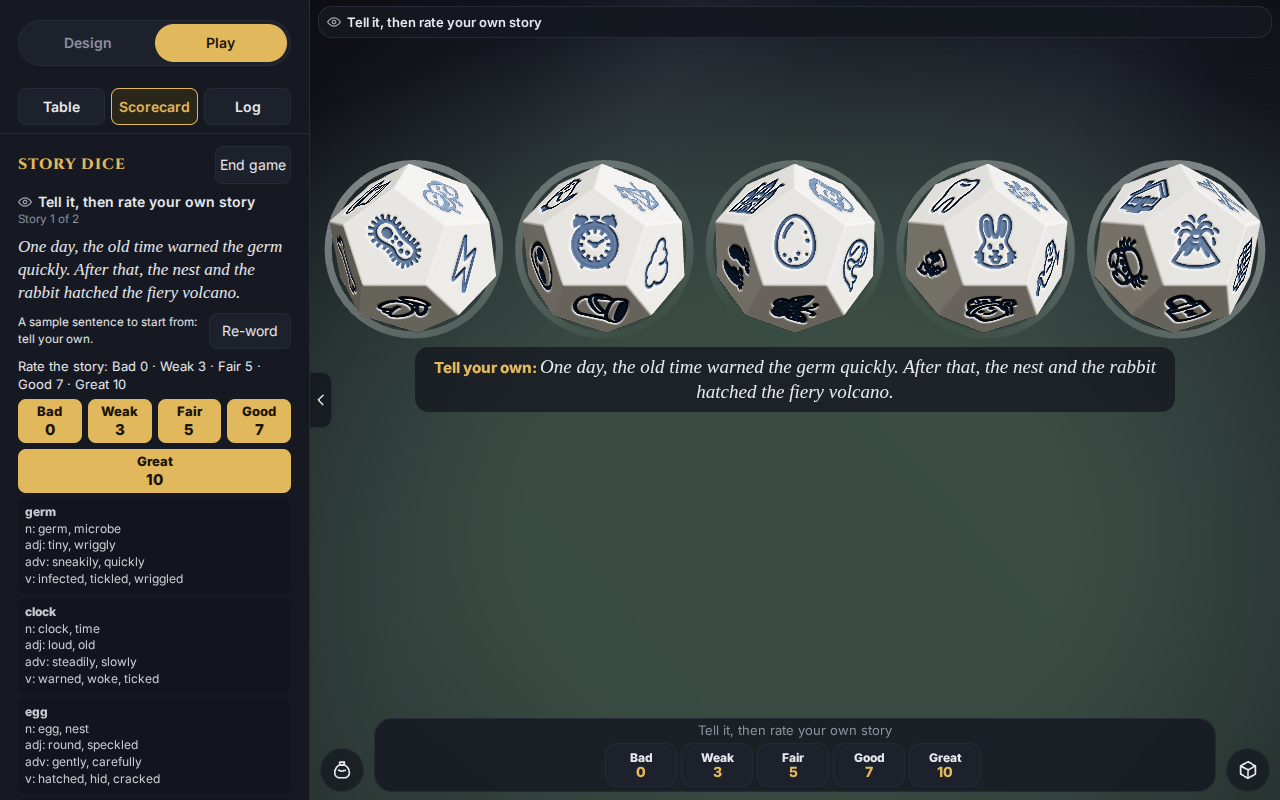 Design
Play
Table
Scorecard
Log
STORY DICE
End game
Tell it, then rate your own story
Story 1 of 2
One day, the old time warned the germ
quickly. After that, the nest and the
rabbit hatched the fiery volcano.
A sample sentence to start from:
tell your own.
Re-word
Rate the story: Bad 0 · Weak 3 · Fair 5 ·
Good 7 · Great 10
Bad
0
Weak
3
Fair
5
Good
7
Great
10
germ
n: germ, microbe
adj: tiny, wriggly
adv: sneakily, quickly
v: infected, tickled, wriggled
clock
n: clock, time
adj: loud, old
adv: steadily, slowly
v: warned, woke, ticked
egg
n: egg, nest
adj: round, speckled
adv: gently, carefully
v: hatched, hid, cracked
Tell it, then rate your own story
Tell your own: One day, the old time warned the germ quickly. After that, the nest and the rabbit
hatched the fiery volcano.
Tell it, then rate your own story
Bad
0
Weak
3
Fair
5
Good
7
Great
10